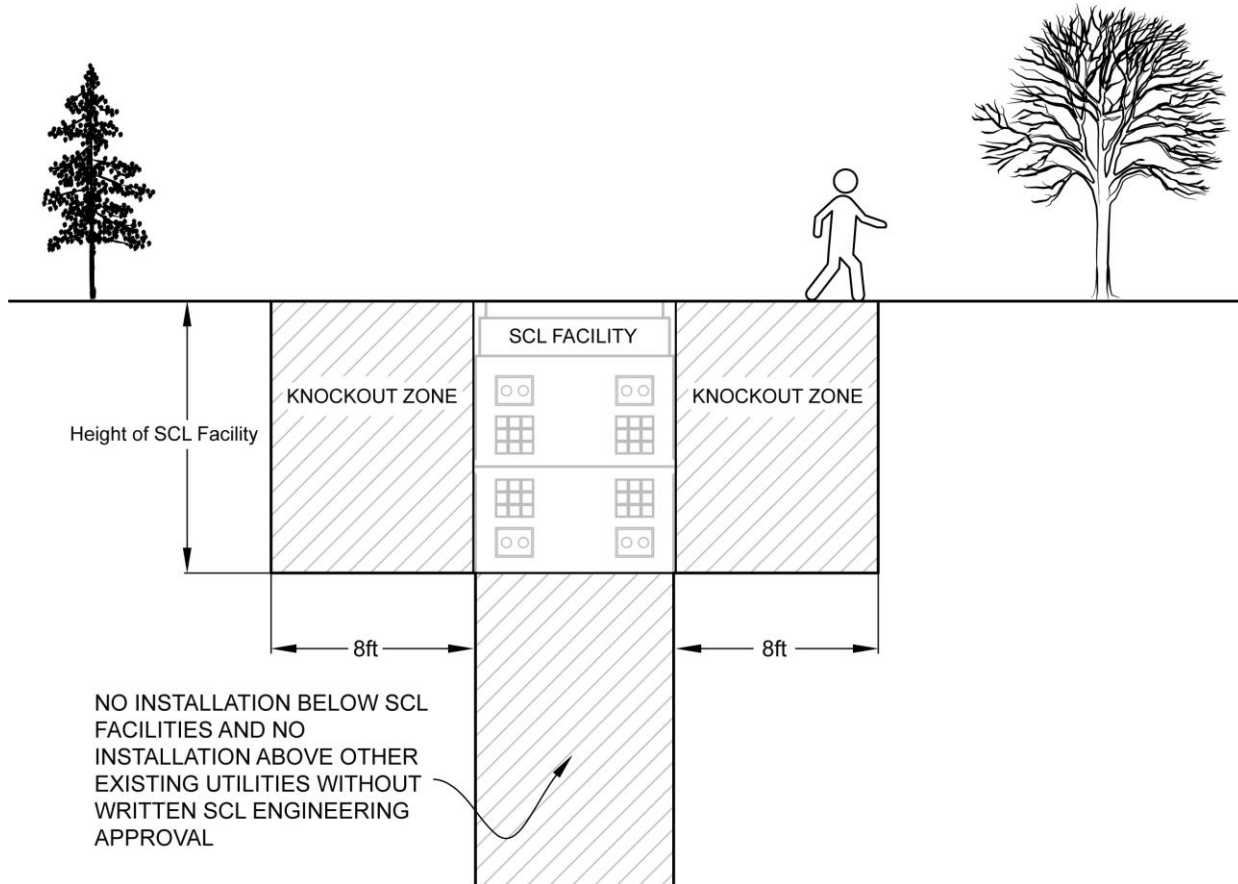 SCL FACILITY
KNOCKOUT ZONE
KNOCKOUT ZONE
Height of SCL Facility
8ft
8ft
NO INSTALLATION BELOW SCL
FACILITIES AND NO
INSTALLATION ABOVE OTHER
EXISTING UTILITIES WITHOUT
WRITTEN SCL ENGINEERING
APPROVAL